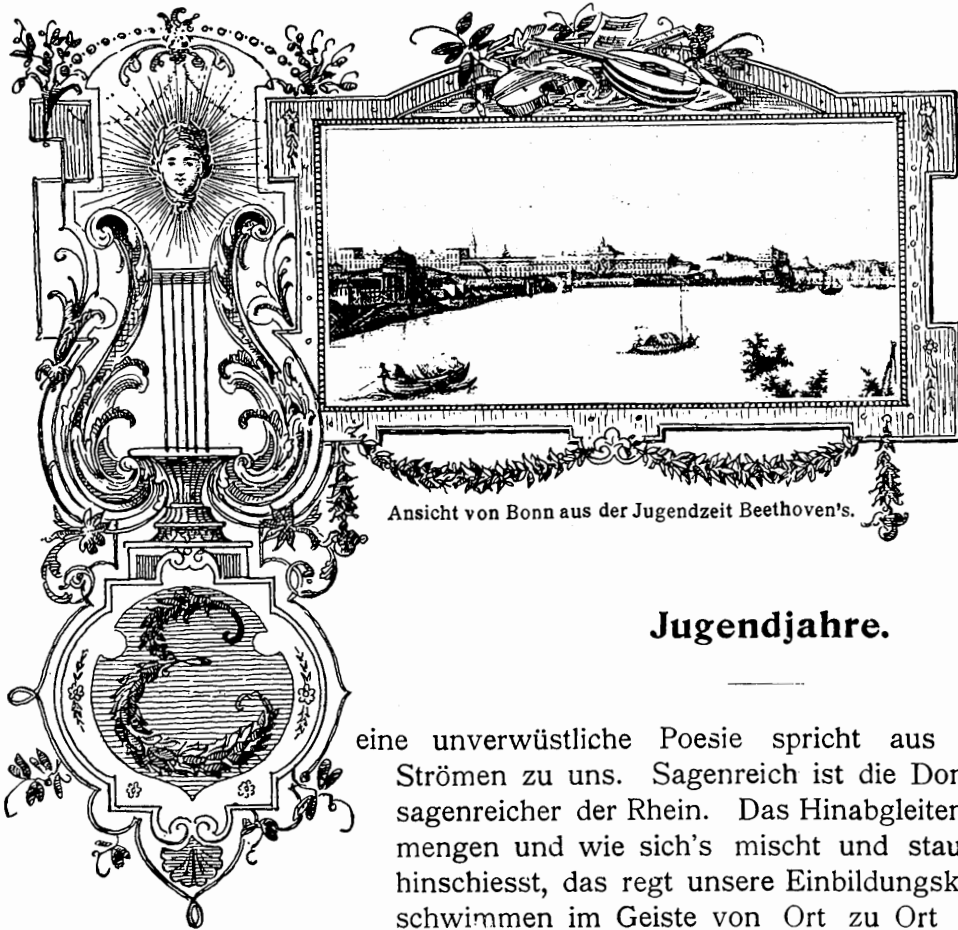 Ansicht von Bonn aus der Jugendzeit Beethoven's.
Jugendjahre.
E
eine unverwüstliche Poesie spricht aus
Strömen zu uns. Sagenreich ist die Don
sagenreicher der Rhein. Das Hinabgleiten
mengen und wie sich's mischt und stau
hinschiesst, das regt unsere Einbildungsk
schwimmen im Geiste von Ort zu Ort